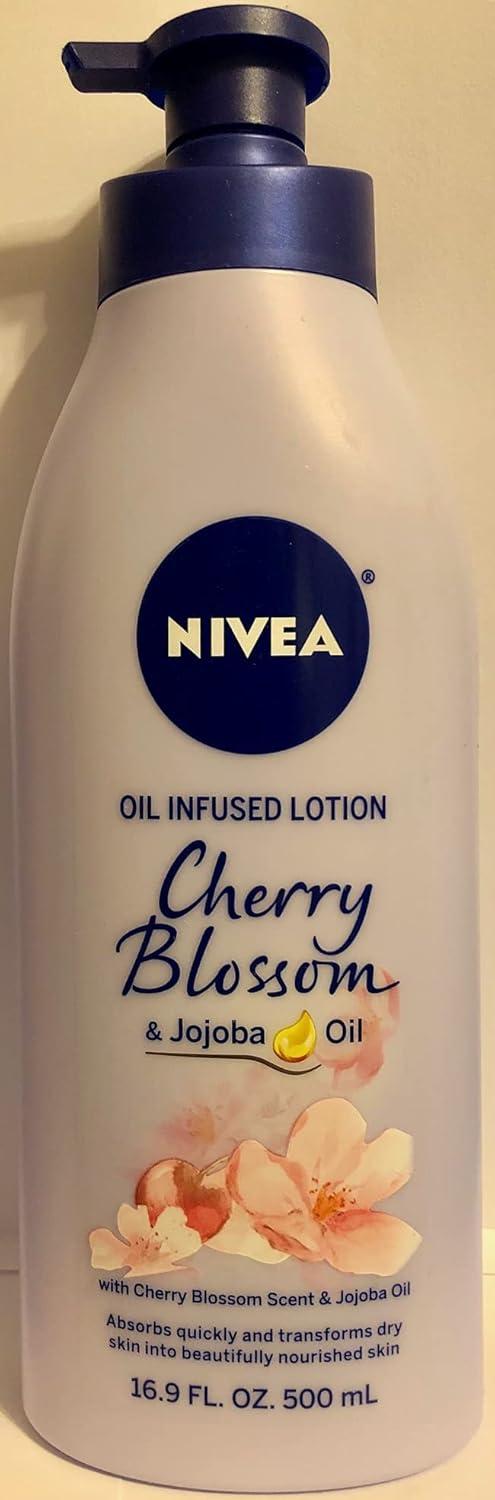 NIVEA®
OIL INFUSED LOTION
Cherry
Blossom
& Jojoba Oil
with Cherry Blossom Scent & Jojoba Oil
Absorbs quickly and transforms dry
skin into beautifully nourished skin
16.9 FL. OZ. 500 mL